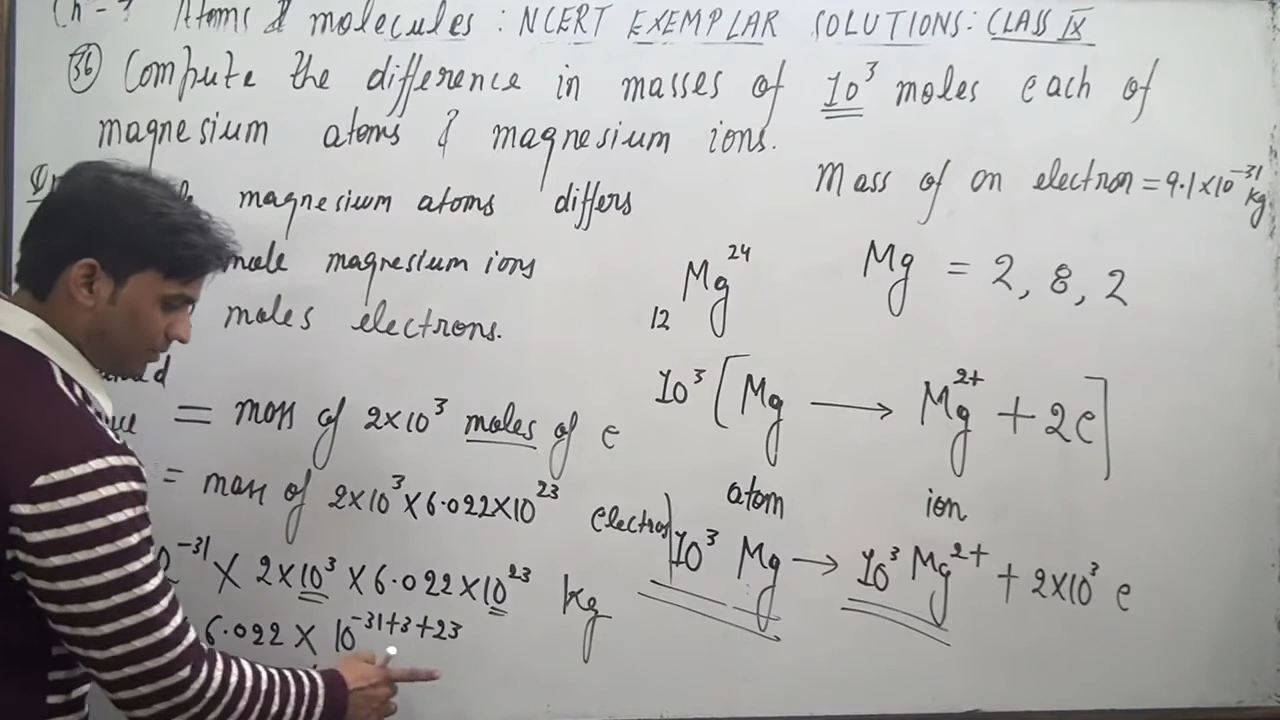 Atoms & molecules : NCERT EXEMPLAR SOLUTIONS: CLASS IX
(36) Compute the difference in masses of 10³ moles each of
magnesium atoms & magnesium ions.
Mass of on electron = 9.1×10⁻³¹ kg
magnesium atoms differs
mole magnesium ions
moles electrons.
= mass of 2×10³ moles of e
= mass of 2×10³×6.022×10²³ electros
⁻³¹ × 2×10³ × 6.022×10²³ kg
6.022 × 10⁻³¹⁺³⁺²³
₁₂Mg²⁴
Mg = 2, 8, 2
10³ [Mg ⟶ Mg²⁺ + 2e]
atom ion
10³ Mg → 10³ Mg²⁺ + 2×10³ e